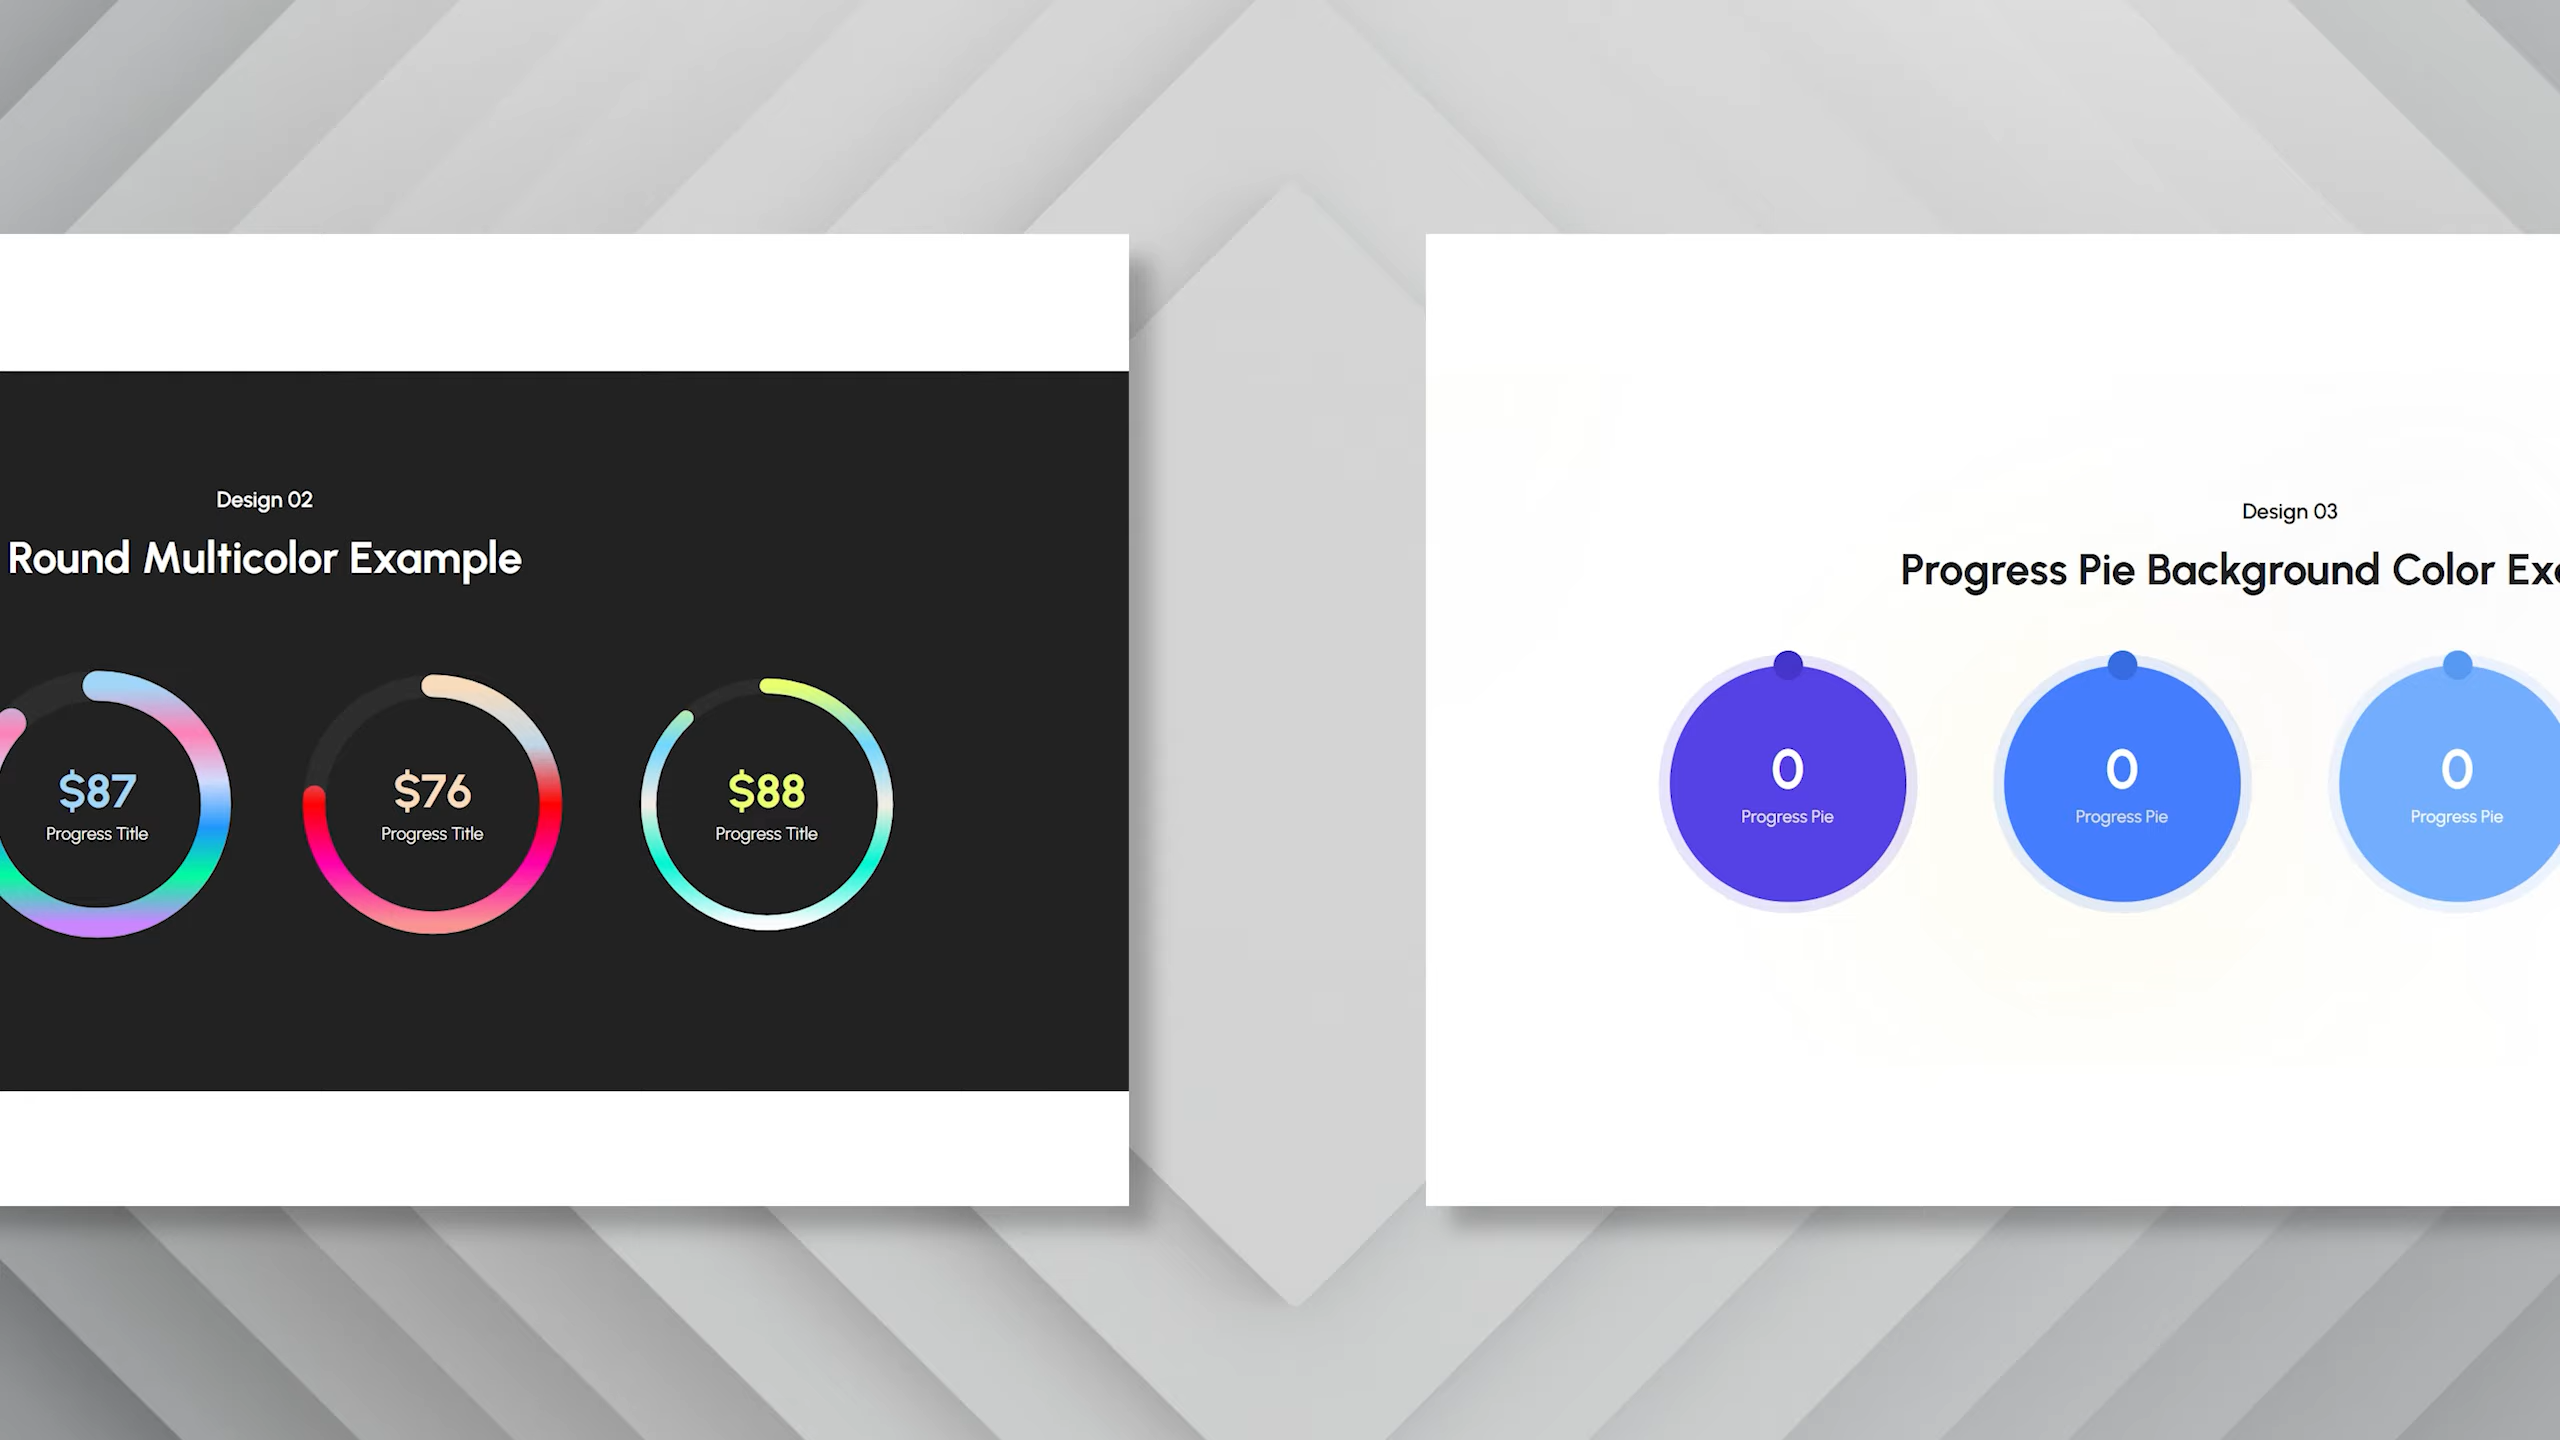 Design 02
Round Multicolor Example
$87
Progress Title
$76
Progress Title
$88
Progress Title
Design 03
Progress Pie Background Color
0
Progress Pie
0
Progress Pie
0
Progress Pie